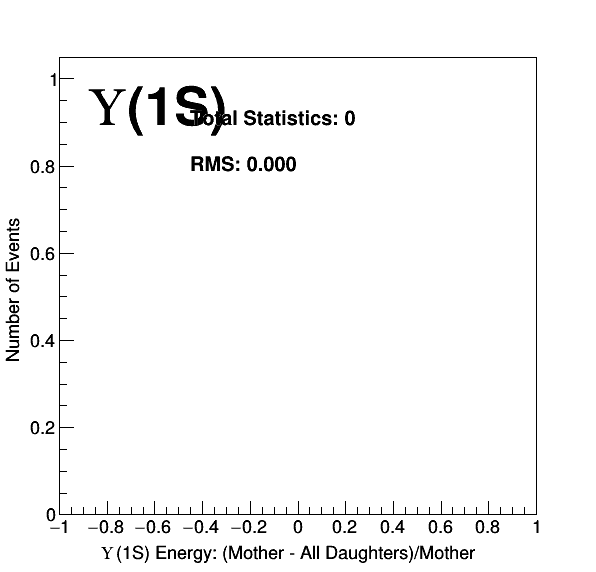 ϒ(1S)
Total Statistics: 0
RMS: 0.000
Number of Events
1
0.8
0.6
0.4
0.2
0
−1 −0.8 −0.6 −0.4 −0.2 0 0.2 0.4 0.6 0.8 1
ϒ(1S) Energy: (Mother - All Daughters)/Mother